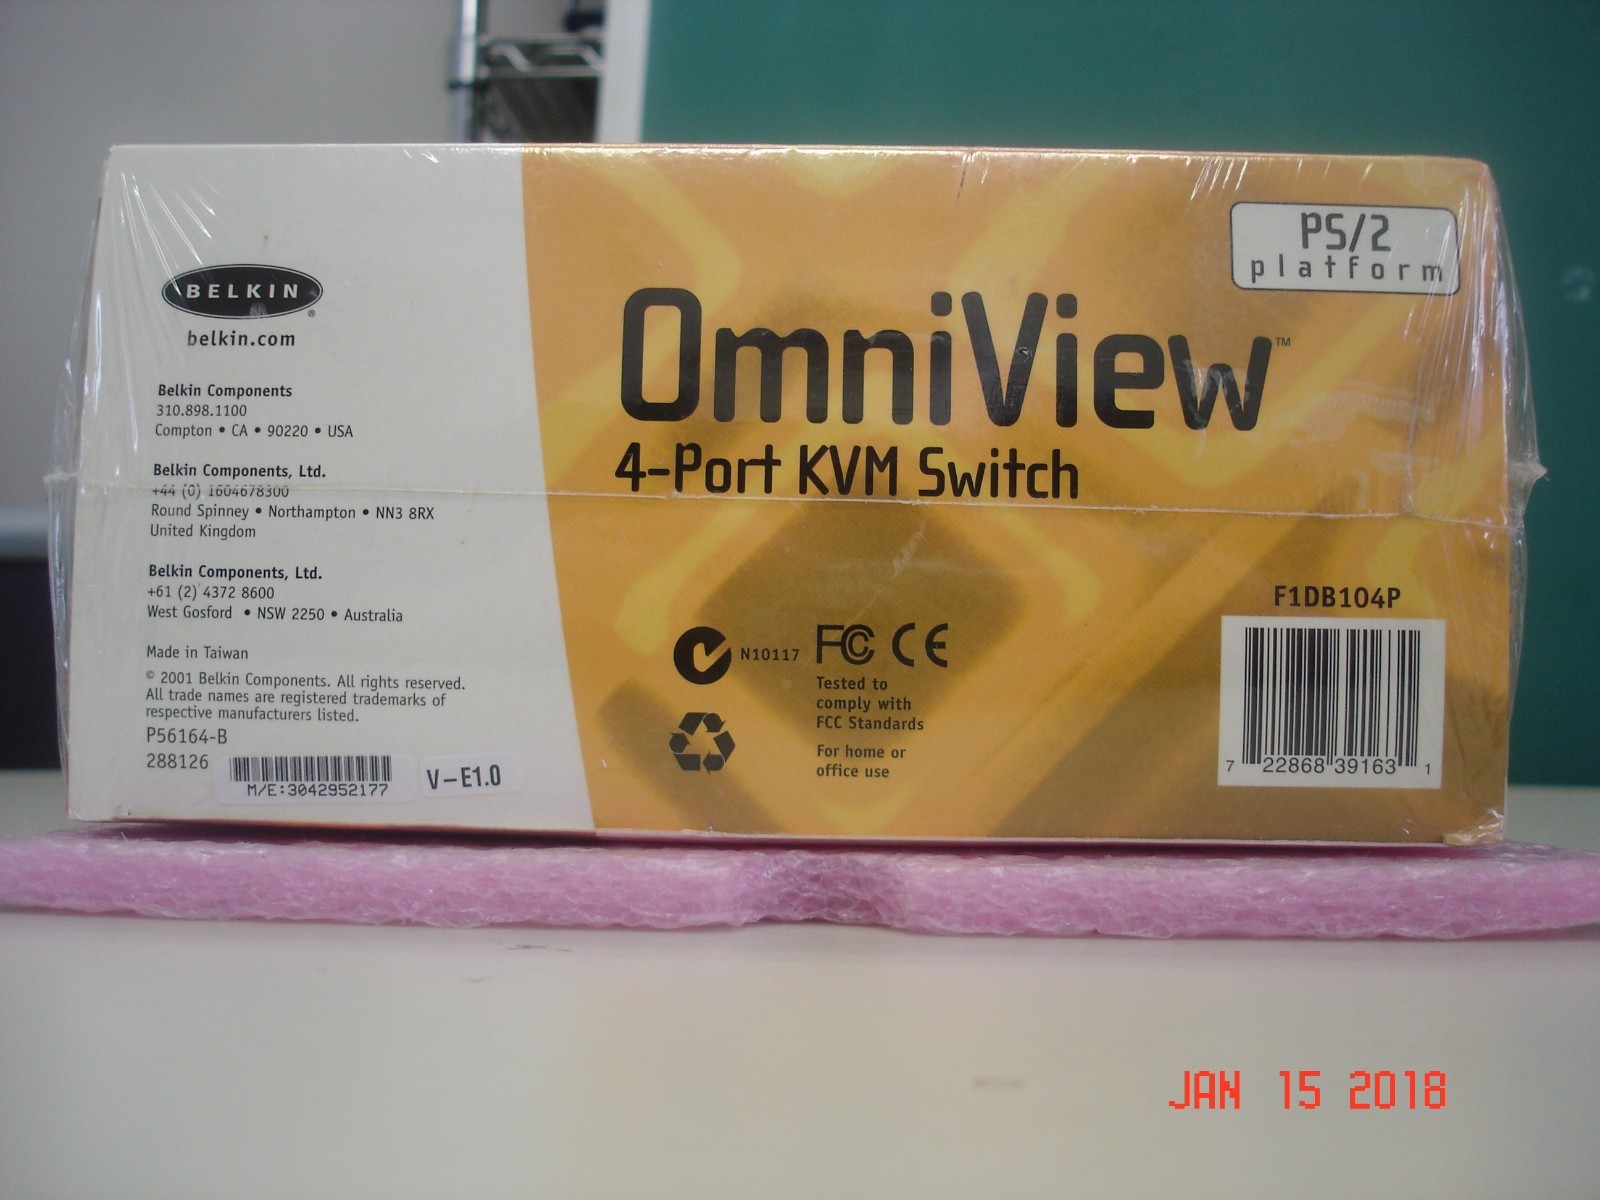 BELKIN®
belkin.com
Belkin Components
310.898.1100
Compton • CA • 90220 • USA
Belkin Components, Ltd.
+44 (0) 1604678300
Round Spinney • Northampton • NN3 8RX
United Kingdom
Belkin Components, Ltd.
+61 (2) 4372 8600
West Gosford • NSW 2250 • Australia
Made in Taiwan
© 2001 Belkin Components. All rights reserved.
All trade names are registered trademarks of
respective manufacturers listed.
P56164-B
288126
M/E:3042952177
V-E1.0
PS/2
platform
OmniView™
4-Port KVM Switch
N10117
FC CE
Tested to
comply with
FCC Standards
For home or
office use
F1DB104P
7 22868 39163 1
JAN 15 2018